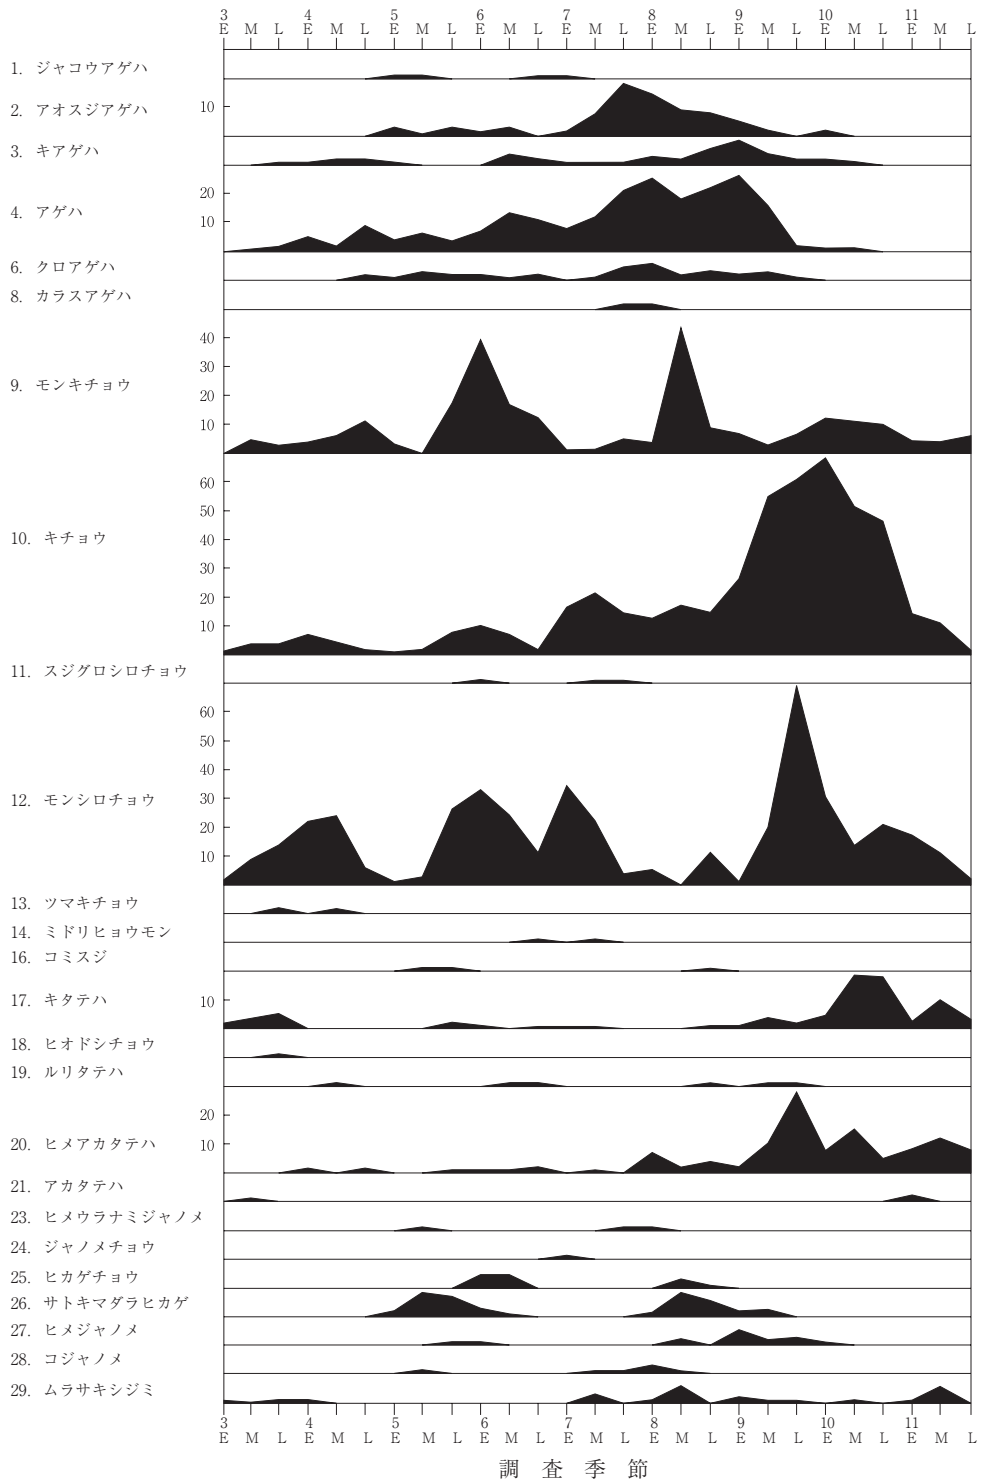 3 4 5 6 7 8 9 10 11
E M L E M L E M L E M L E M L E M L E M L E M L E M L
1. ジャコウアゲハ
2. アオスジアゲハ 10
3. キアゲハ
4. アゲハ 20 10
6. クロアゲハ
8. カラスアゲハ
9. モンキチョウ 40 30 20 10
10. キチョウ 60 50 40 30 20 10
11. スジグロシロチョウ
12. モンシロチョウ 60 50 40 30 20 10
13. ツマキチョウ
14. ミドリヒョウモン
16. コミスジ
17. キタテハ 10
18. ヒオドシチョウ
19. ルリタテハ
20. ヒメアカタテハ 20 10
21. アカタテハ
23. ヒメウラナミジャノメ
24. ジャノメチョウ
25. ヒカゲチョウ
26. サトキマダラヒカゲ
27. ヒメジャノメ
28. コジャノメ
29. ムラサキシジミ
3 4 5 6 7 8 9 10 11
E M L E M L E M L E M L E M L E M L E M L E M L E M L
調査季節